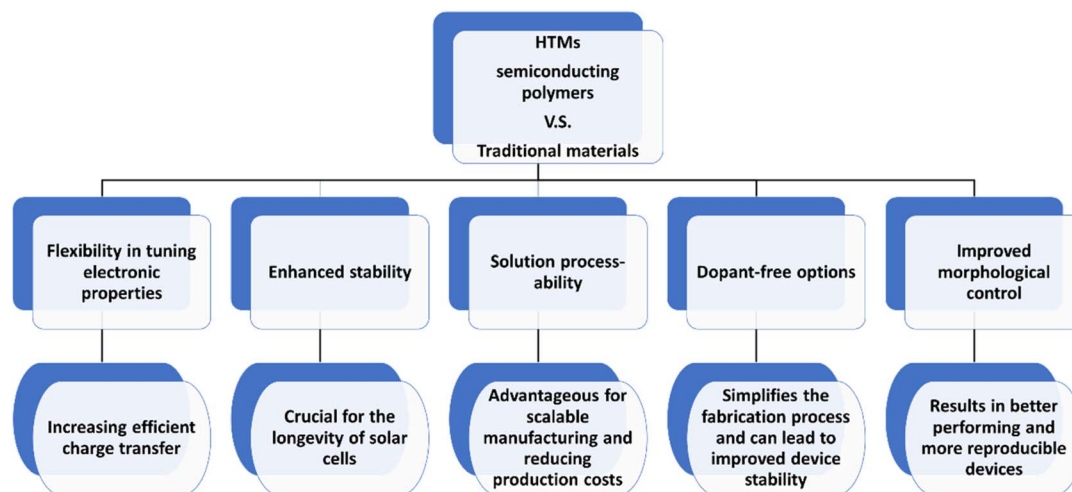 HTMs
semiconducting
polymers
V.S.
Traditional materials
Flexibility in tuning
electronic
properties
Enhanced stability
Solution process-
ability
Dopant-free options
Improved
morphological
control
Increasing efficient
charge transfer
Crucial for the
longevity of solar
cells
Advantageous for
scalable
manufacturing and
reducing
production costs
Simplifies the
fabrication process
and can lead to
improved device
stability
Results in better
performing and
more reproducible
devices